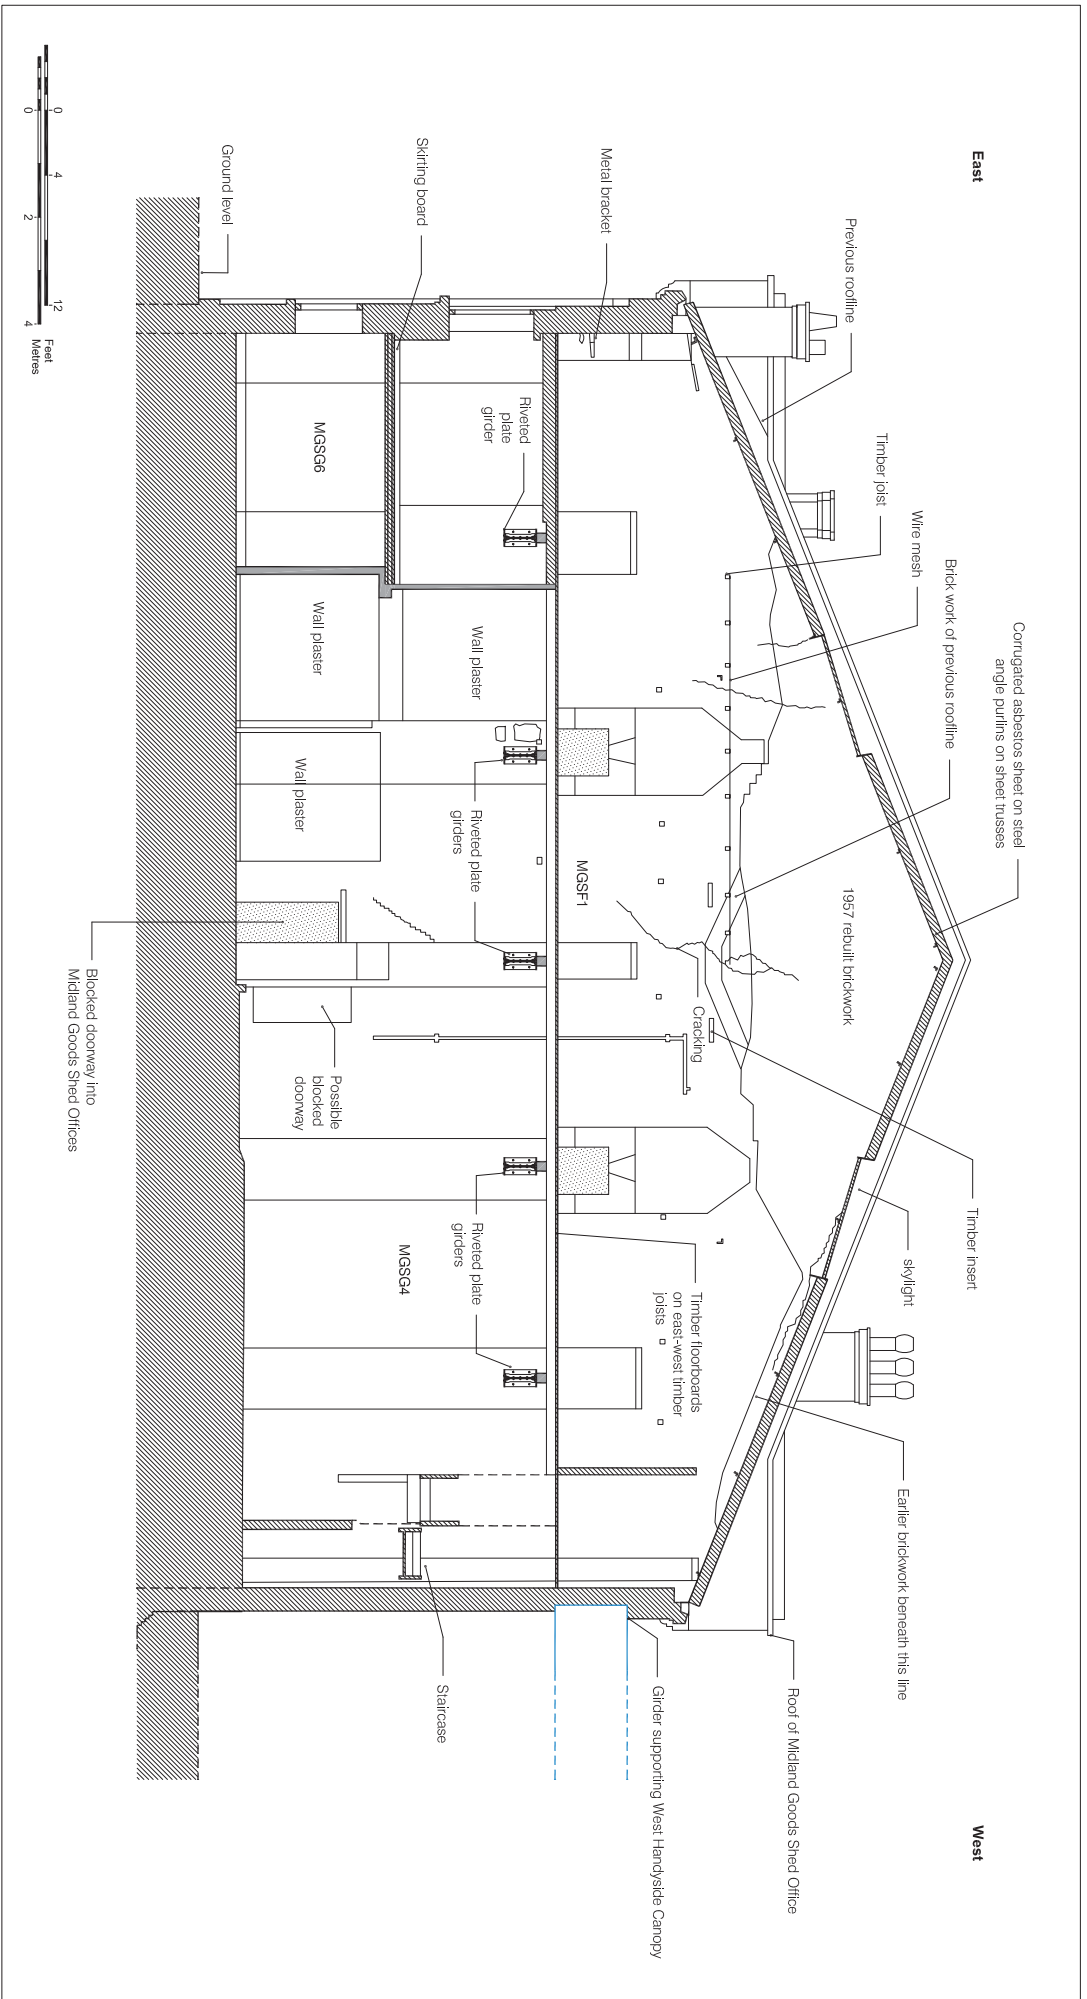 East
West
Corrugated asbestos sheet on steel
angle purlins on sheet trusses
Brick work of previous roofline
Wire mesh
Timber joist
Previous roofline
Metal bracket
Skirting board
Ground level
1957 rebuilt brickwork
Timber insert
skylight
Earlier brickwork beneath this line
Roof of Midland Goods Shed Office
Girder supporting West Handyside Canopy
Staircase
Cracking
Timber floorboards
on east-west timber
joists
MGSF1
Riveted
plate
girder
Wall plaster
Riveted plate
girders
Riveted plate
girders
MGSG6
Wall plaster
Wall plaster
MGSG4
Possible
blocked
doorway
Blocked doorway into
Midland Goods Shed Offices
0 4 12
Feet
0 2 4
Metres